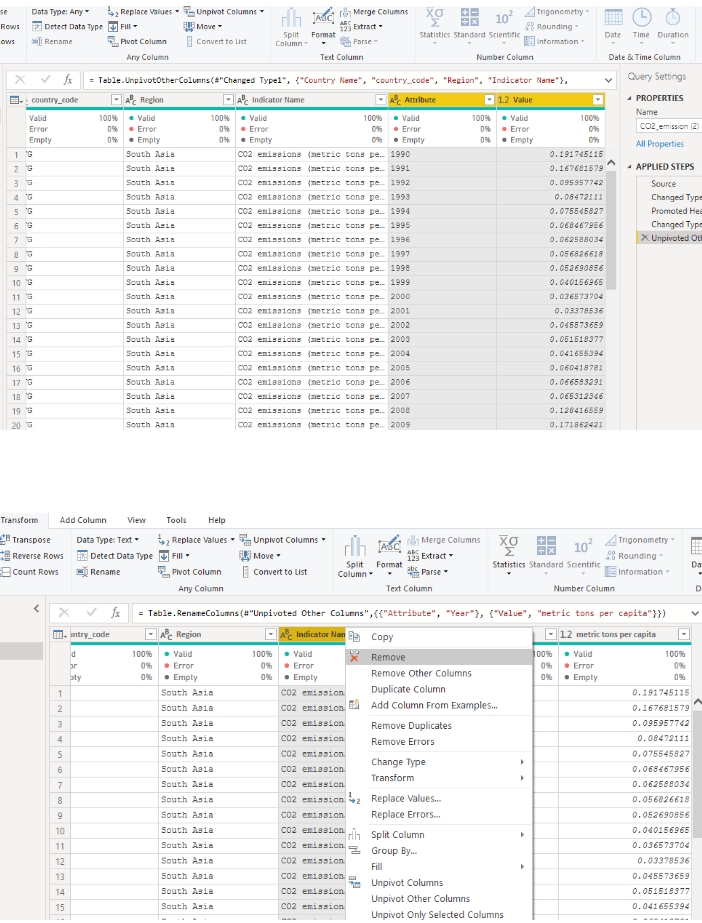 se Data Type: Any Replace Values Unpivot Columns Merge Columns Trigonometry
Rows Detect Data Type Fill Move Split Format Extract Statistics Standard Scientific Rounding Date Time Duration
ows Rename Pivot Column Convert to List Column Parse Information
Any Column Text Column Number Column Date & Time Column
= Table.UnpivotOtherColumns(#"Changed Type1", {"Country Name", "country_code", "Region", "Indicator Name"},
Query Settings
country_code Region Indicator Name Attribute 1.2 Value
PROPERTIES
Name
CO2_emission (2)
All Properties
APPLIED STEPS
Source
Changed Type
Promoted Hea
Changed Type
Unpivoted Oth
Valid 100% Valid 100% Valid 100% Valid 100% Valid 100%
Error 0% Error 0% Error 0% Error 0% Error 0%
Empty 0% Empty 0% Empty 0% Empty 0% Empty 0%
1 'G South Asia CO2 emissions (metric tons pe... 1990 0.191745115
2 'G South Asia CO2 emissions (metric tons pe... 1991 0.167681579
3 'G South Asia CO2 emissions (metric tons pe... 1992 0.095957742
4 'G South Asia CO2 emissions (metric tons pe... 1993 0.08472111
5 'G South Asia CO2 emissions (metric tons pe... 1994 0.075545827
6 'G South Asia CO2 emissions (metric tons pe... 1995 0.068467956
7 'G South Asia CO2 emissions (metric tons pe... 1996 0.062588034
8 'G South Asia CO2 emissions (metric tons pe... 1997 0.056826618
9 'G South Asia CO2 emissions (metric tons pe... 1998 0.052690856
10 'G South Asia CO2 emissions (metric tons pe... 1999 0.040156965
11 'G South Asia CO2 emissions (metric tons pe... 2000 0.036573704
12 'G South Asia CO2 emissions (metric tons pe... 2001 0.03378536
13 'G South Asia CO2 emissions (metric tons pe... 2002 0.045573659
14 'G South Asia CO2 emissions (metric tons pe... 2003 0.051518377
15 'G South Asia CO2 emissions (metric tons pe... 2004 0.041655394
16 'G South Asia CO2 emissions (metric tons pe... 2005 0.060418781
17 'G South Asia CO2 emissions (metric tons pe... 2006 0.066583291
18 'G South Asia CO2 emissions (metric tons pe... 2007 0.065312346
19 'G South Asia CO2 emissions (metric tons pe... 2008 0.128416559
20 'G South Asia CO2 emissions (metric tons pe... 2009 0.171862421
Transform Add Column View Tools Help
Transpose Data Type: Text Replace Values Unpivot Columns Merge Columns Trigonometry
Reverse Rows Detect Data Type Fill Move Split Format Extract Statistics Standard Scientific Rounding Dat
Count Rows Rename Pivot Column Convert to List Column Parse Information
Any Column Text Column Number Column D
= Table.RenameColumns(#"Unpivoted Other Columns",{{"Attribute", "Year"}, {"Value", "metric tons per capita"}})
ntry_code Region Indicator Nam 1.2 metric tons per capita
d 100% Valid 100% Valid 100% Valid 100%
or 0% Error 0% Error 0% Error 0%
pty 0% Empty 0% Empty 0% Empty 0%
Copy
Remove
Remove Other Columns
Duplicate Column
Add Column From Examples...
Remove Duplicates
Remove Errors
Change Type
Transform
Replace Values...
Replace Errors...
Split Column
Group By...
Fill
Unpivot Columns
Unpivot Other Columns
Unpivot Only Selected Columns
1 South Asia CO2 emission 0.191745115
2 South Asia CO2 emission 0.167681579
3 South Asia CO2 emission 0.095957742
4 South Asia CO2 emission 0.08472111
5 South Asia CO2 emission 0.075545827
6 South Asia CO2 emission 0.068467956
7 South Asia CO2 emission 0.062588034
8 South Asia CO2 emission 0.056826618
9 South Asia CO2 emission 0.052690856
10 South Asia CO2 emission 0.040156965
11 South Asia CO2 emission 0.036573704
12 South Asia CO2 emission 0.03378536
13 South Asia CO2 emission 0.045573659
14 South Asia CO2 emission 0.051518377
15 South Asia CO2 emission 0.041655394